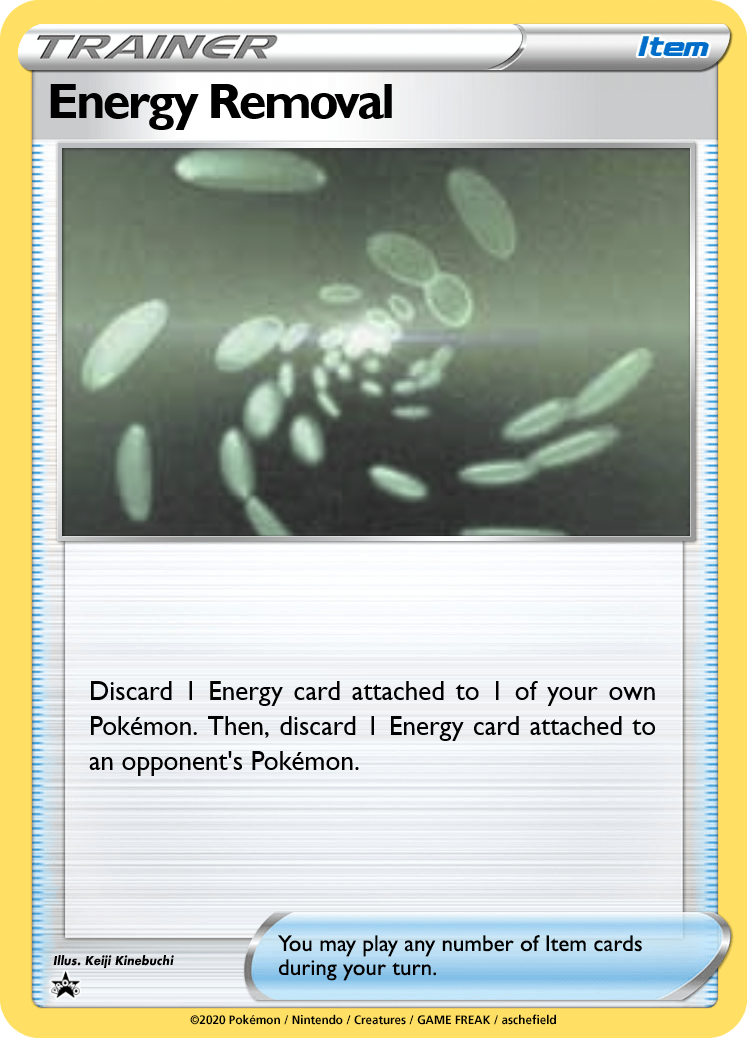 TRAINER
Item
Energy Removal
Discard 1 Energy card attached to 1 of your own
Pokémon. Then, discard 1 Energy card attached to
an opponent's Pokémon.
You may play any number of Item cards
during your turn.
Illus. Keiji Kinebuchi
PROMO
©2020 Pokémon / Nintendo / Creatures / GAME FREAK / aschefield